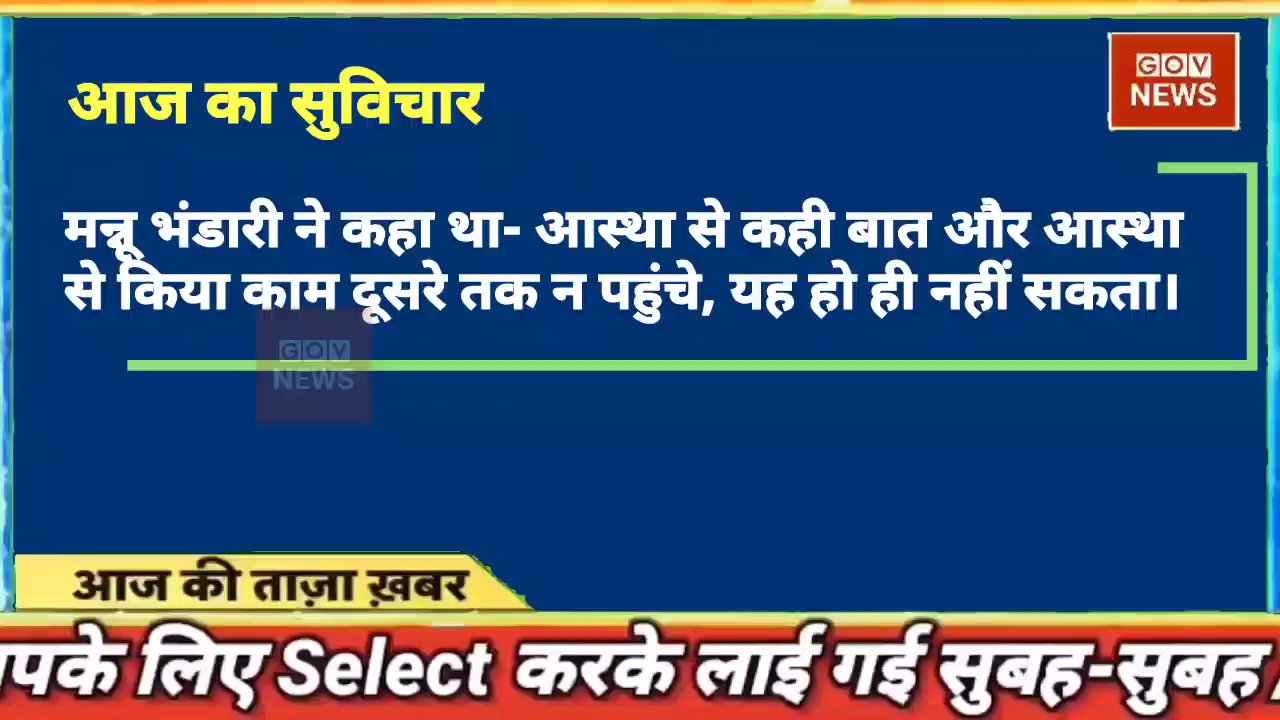 आज का सुविचार
GOV
NEWS
मन्नू भंडारी ने कहा था- आस्था से कही बात और आस्था
से किया काम दूसरे तक न पहुंचे, यह हो ही नहीं सकता।
GOV
NEWS
आज की ताज़ा ख़बर
पके लिए Select करके लाई गई सुबह-सुबह